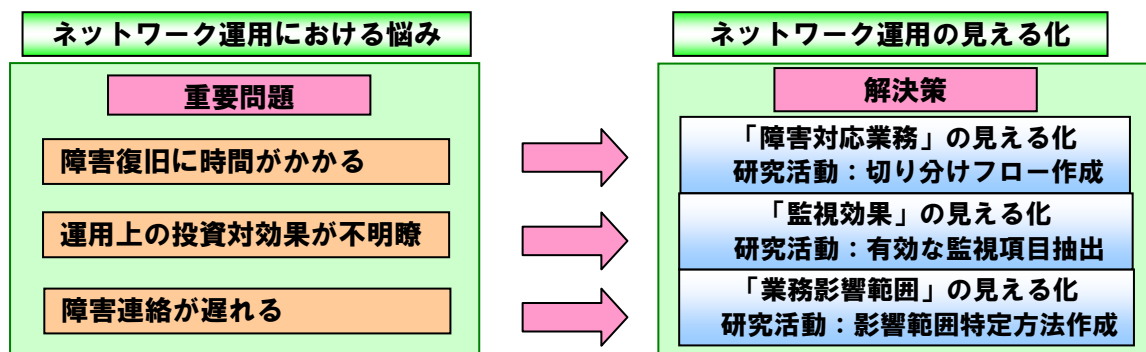 ネットワーク運用における悩み
重要問題
障害復旧に時間がかかる
運用上の投資対効果が不明瞭
障害連絡が遅れる
ネットワーク運用の見える化
解決策
「障害対応業務」の見える化
研究活動：切り分けフロー作成
「監視効果」の見える化
研究活動：有効な監視項目抽出
「業務影響範囲」の見える化
研究活動：影響範囲特定方法作成